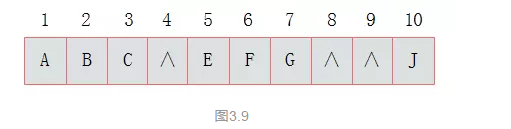 1 2 3 4 5 6 7 8 9 10
A B C ∧ E F G ∧ ∧ J
图3.9